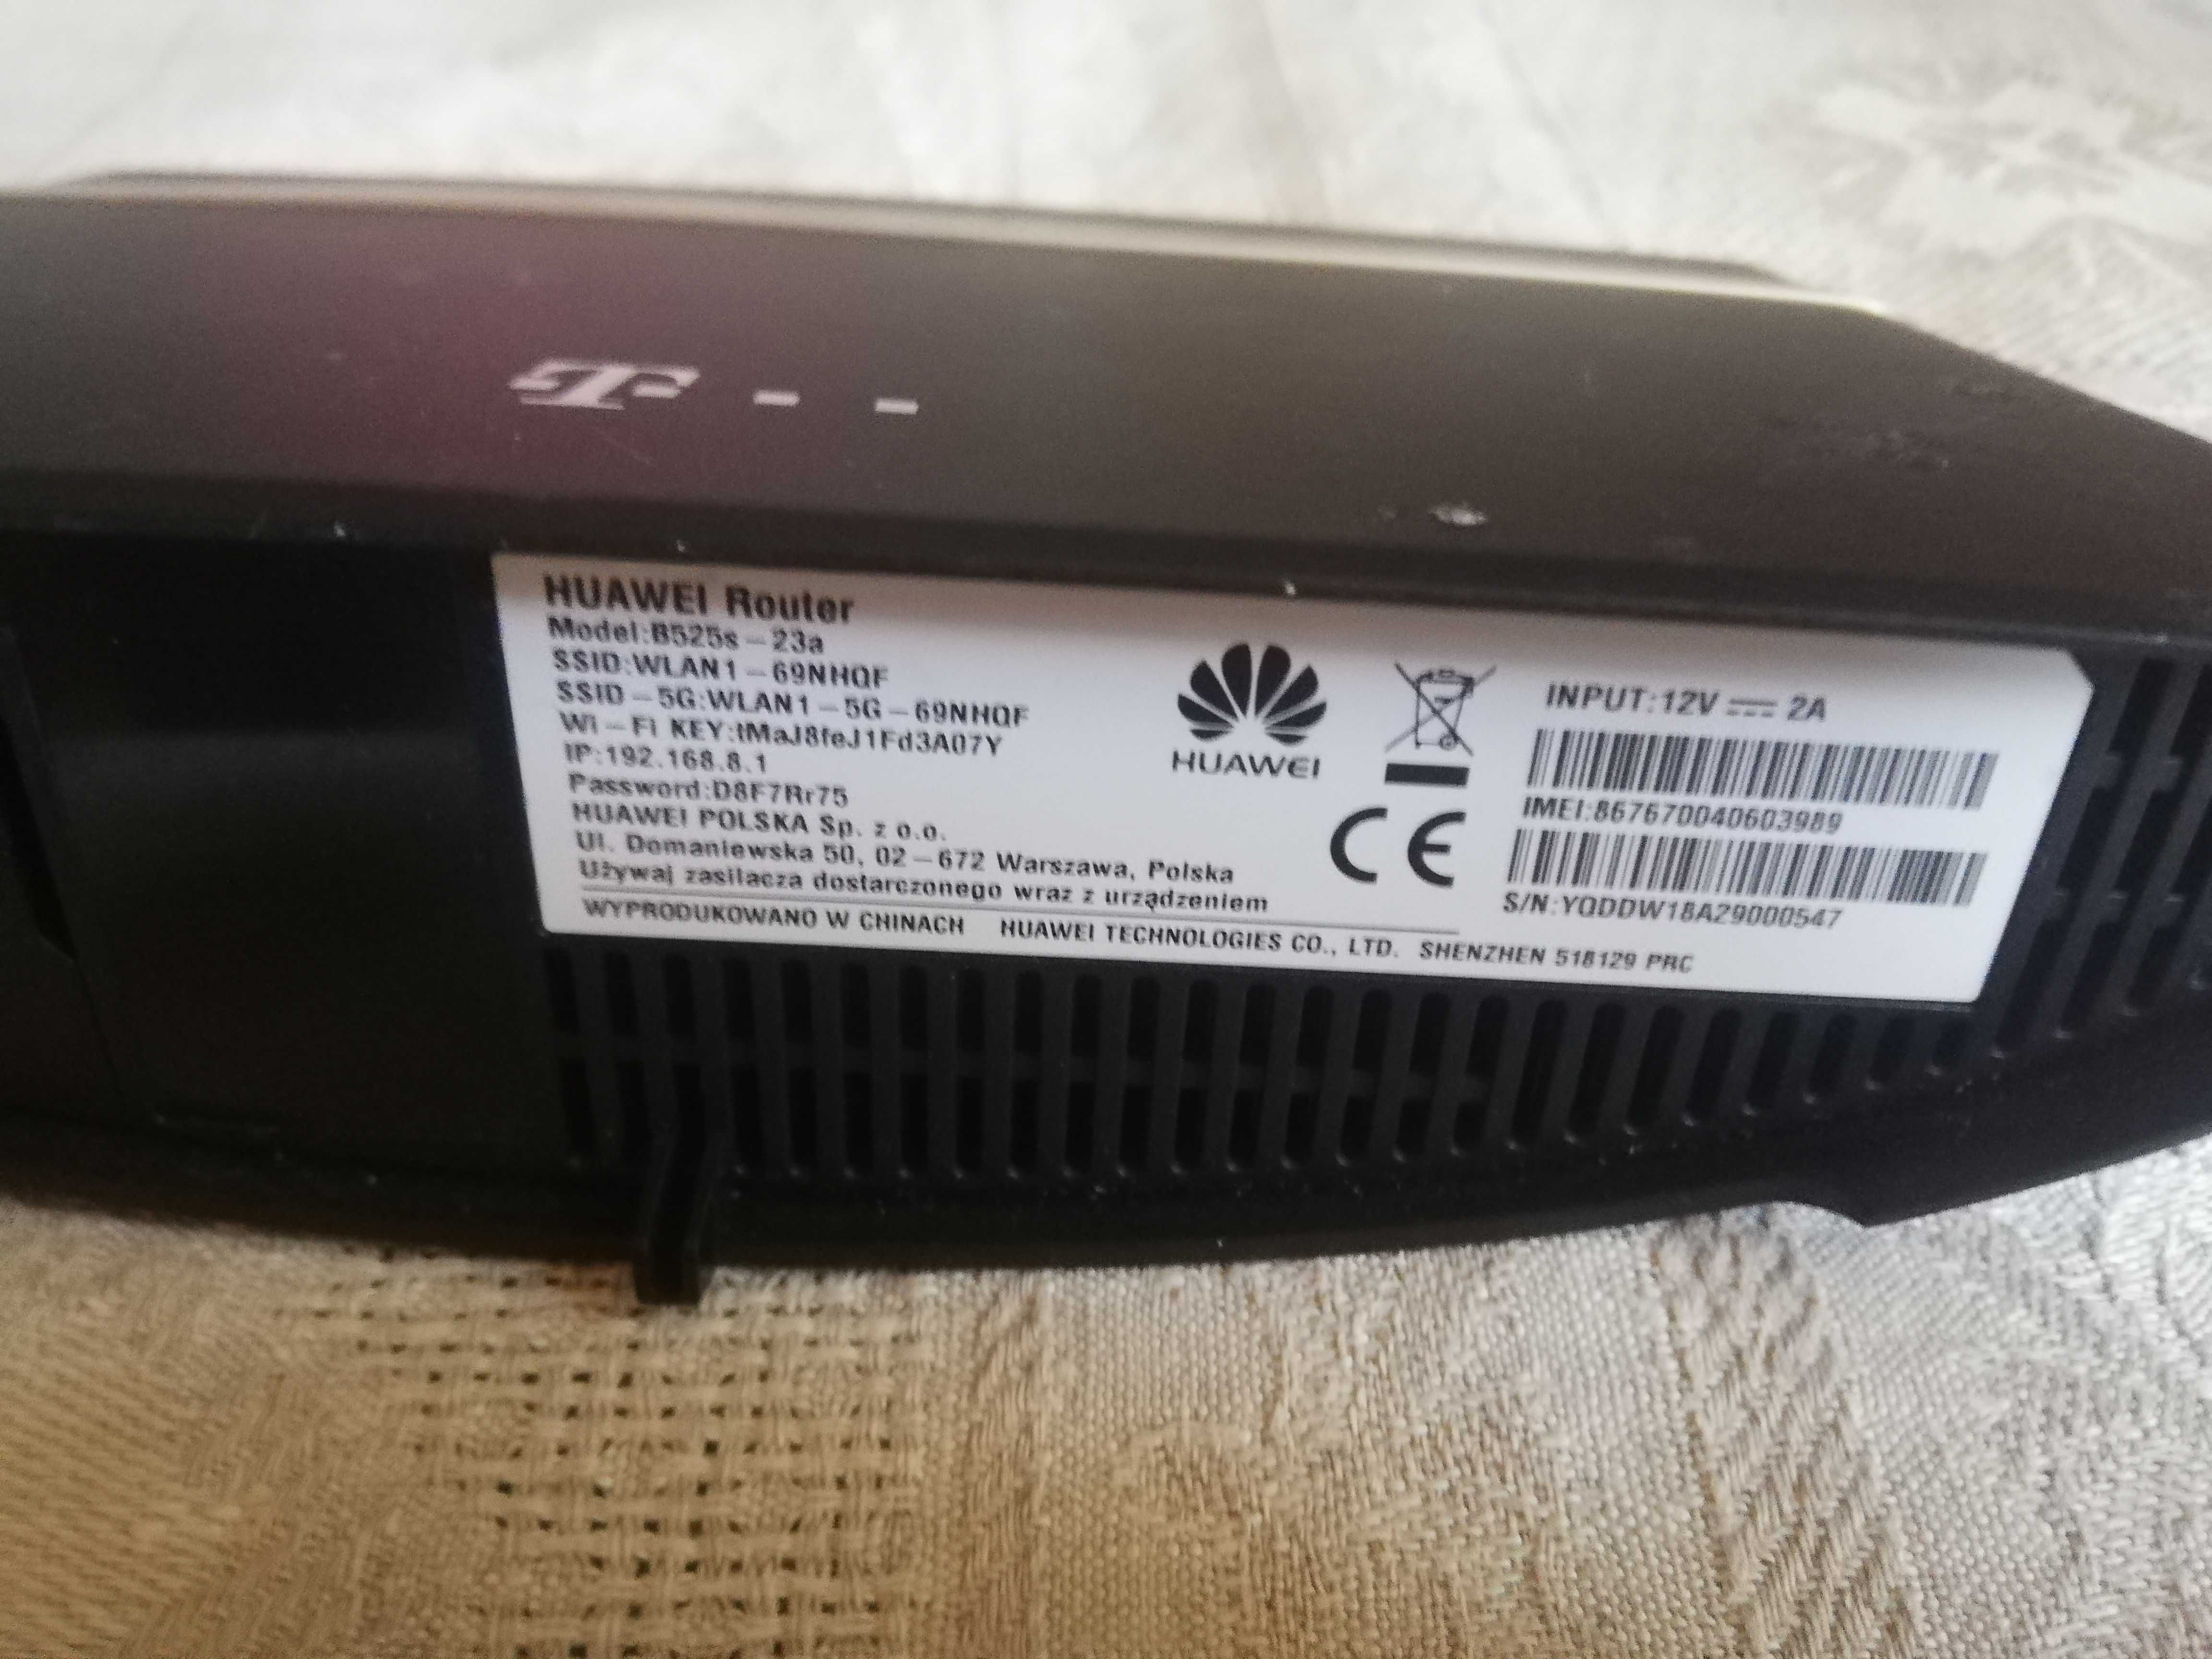 T - -
HUAWEI Router
Model:B525s-23a
SSID:WLAN1-69NHQF
SSID-5G:WLAN1-5G-69NHQF
Wi-Fi KEY:tMaJ8feJ1Fd3A07Y
IP:192.168.8.1
Password:D8F7Rr75
HUAWEI POLSKA Sp. z o.o.
Ul. Domaniewska 50, 02-672 Warszawa, Polska
Używaj zasilacza dostarczonego wraz z urządzeniem
WYPRODUKOWANO W CHINACH HUAWEI TECHNOLOGIES CO., LTD. SHENZHEN 518129 PRC
HUAWEI
CE
INPUT:12V ⎓ 2A
IMEI:867670040603989
S/N:YQDDW18AZ9000547